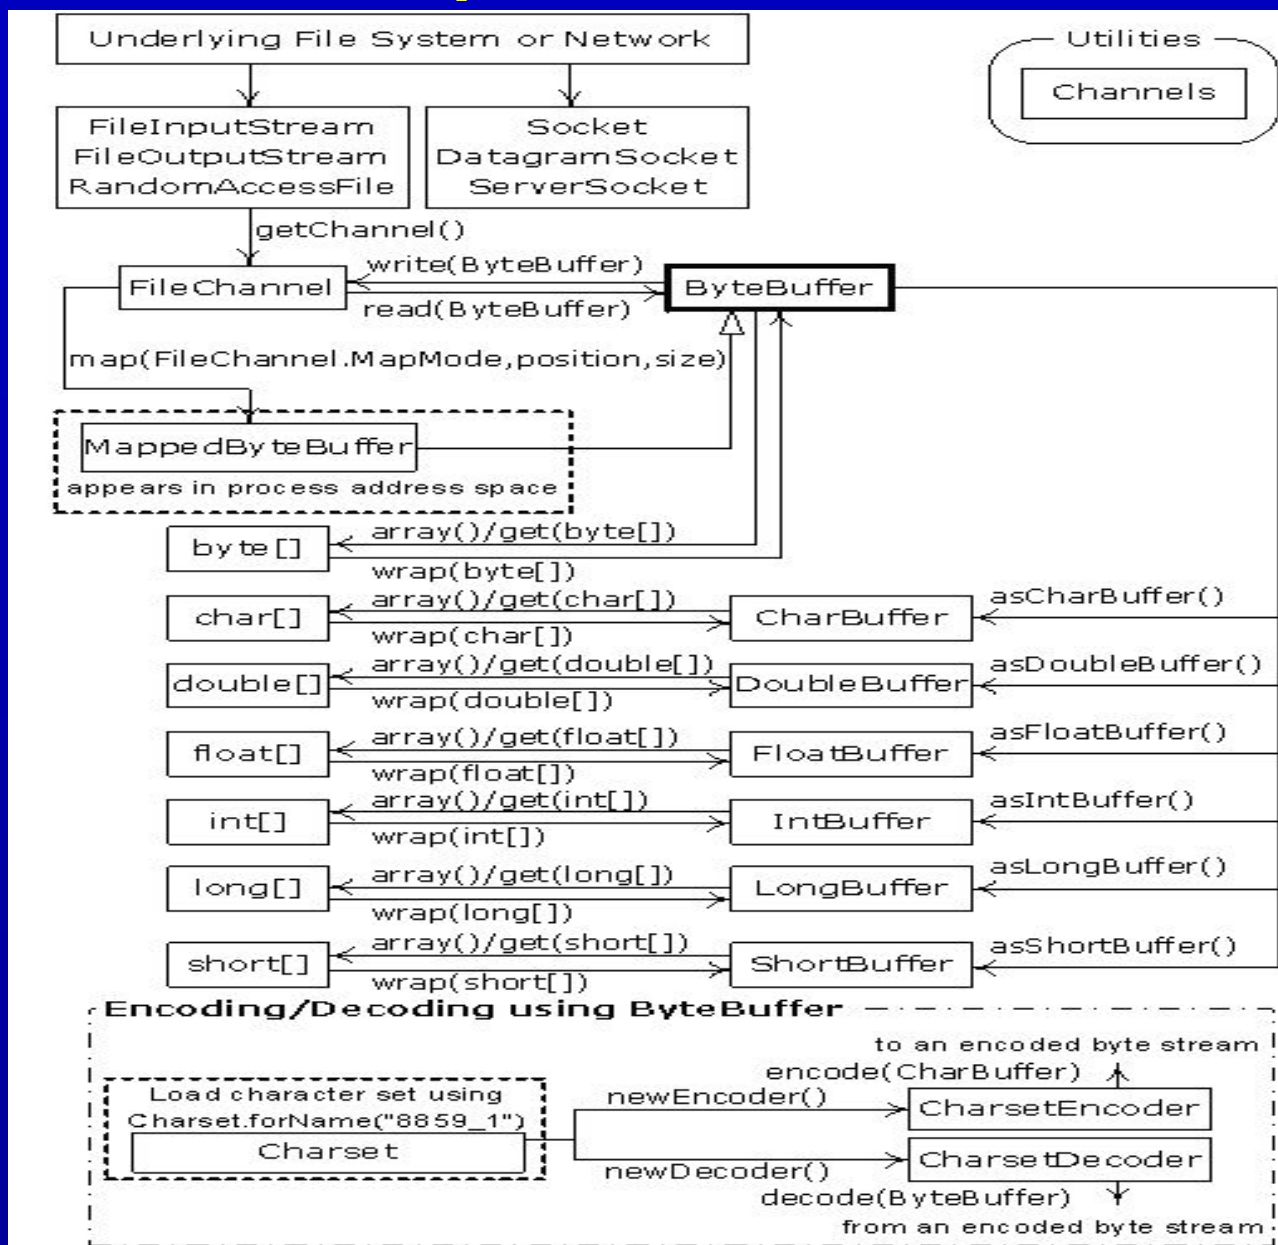 Underlying File System or Network
Utilities
Channels
FileInputStream
FileOutputStream
RandomAccessFile
Socket
DatagramSocket
ServerSocket
getChannel()
FileChannel
write(ByteBuffer)
read(ByteBuffer)
ByteBuffer
map(FileChannel.MapMode,position,size)
MappedByteBuffer
appears in process address space
byte[]
array()/get(byte[])
wrap(byte[])
char[]
array()/get(char[])
wrap(char[])
CharBuffer
asCharBuffer()
double[]
array()/get(double[])
wrap(double[])
DoubleBuffer
asDoubleBuffer()
float[]
array()/get(float[])
wrap(float[])
FloatBuffer
asFloatBuffer()
int[]
array()/get(int[])
wrap(int[])
IntBuffer
asIntBuffer()
long[]
array()/get(long[])
wrap(long[])
LongBuffer
asLongBuffer()
short[]
array()/get(short[])
wrap(short[])
ShortBuffer
asShortBuffer()
Encoding/Decoding using ByteBuffer
Load character set using
Charset.forName("8859_1")
Charset
newEncoder()
newDecoder()
to an encoded byte stream
encode(CharBuffer)
CharsetEncoder
CharsetDecoder
decode(ByteBuffer)
from an encoded byte stream